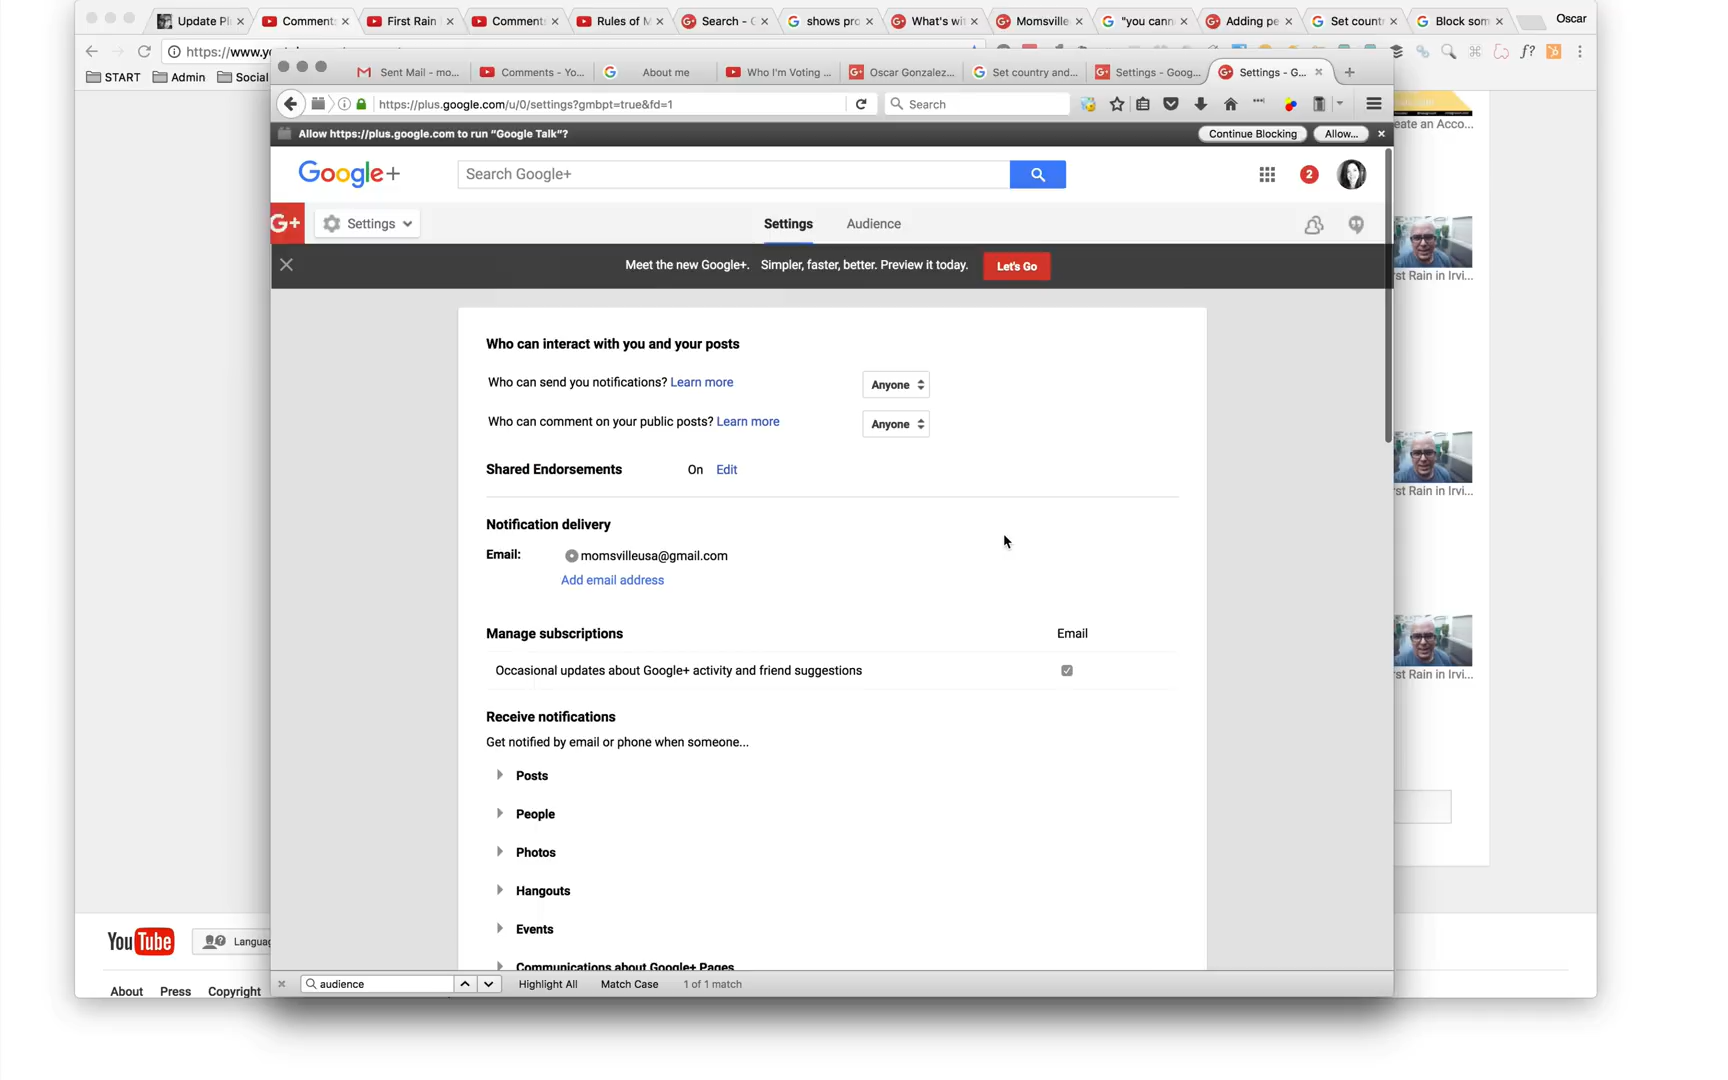 Update Pl
Comments
First Rain
Comment
Rules of M
Search - G
shows pro
What's wit
Momsville
"you cann
Adding pe
Set count
Block som
Oscar
https://www.y
START
Admin
Social
Sent Mail - mo...
Comments - Yo...
About me
Who I'm Voting ...
Oscar Gonzalez...
Set country and...
Settings - Goog...
Settings - G...
https://plus.google.com/u/0/settings?gmbpt=true&fd=1
Search
Allow https://plus.google.com to run "Google Talk"?
Continue Blocking
Allow...
eate an Acco...
Google+
Search Google+
2
G+
Settings
Settings
Audience
Meet the new Google+. Simpler, faster, better. Preview it today.
Let's Go
rst Rain in Irvi...
Who can interact with you and your posts
Who can send you notifications? Learn more
Anyone
Who can comment on your public posts? Learn more
Anyone
Shared Endorsements On Edit
rst Rain in Irvi...
Notification delivery
Email: momsvilleusa@gmail.com
Add email address
Manage subscriptions Email
Occasional updates about Google+ activity and friend suggestions
rst Rain in Irvi...
Receive notifications
Get notified by email or phone when someone...
Posts
People
Photos
Hangouts
Events
Communications about Google+ Pages
YouTube
Languag
audience
Highlight All
Match Case
1 of 1 match
About
Press
Copyright